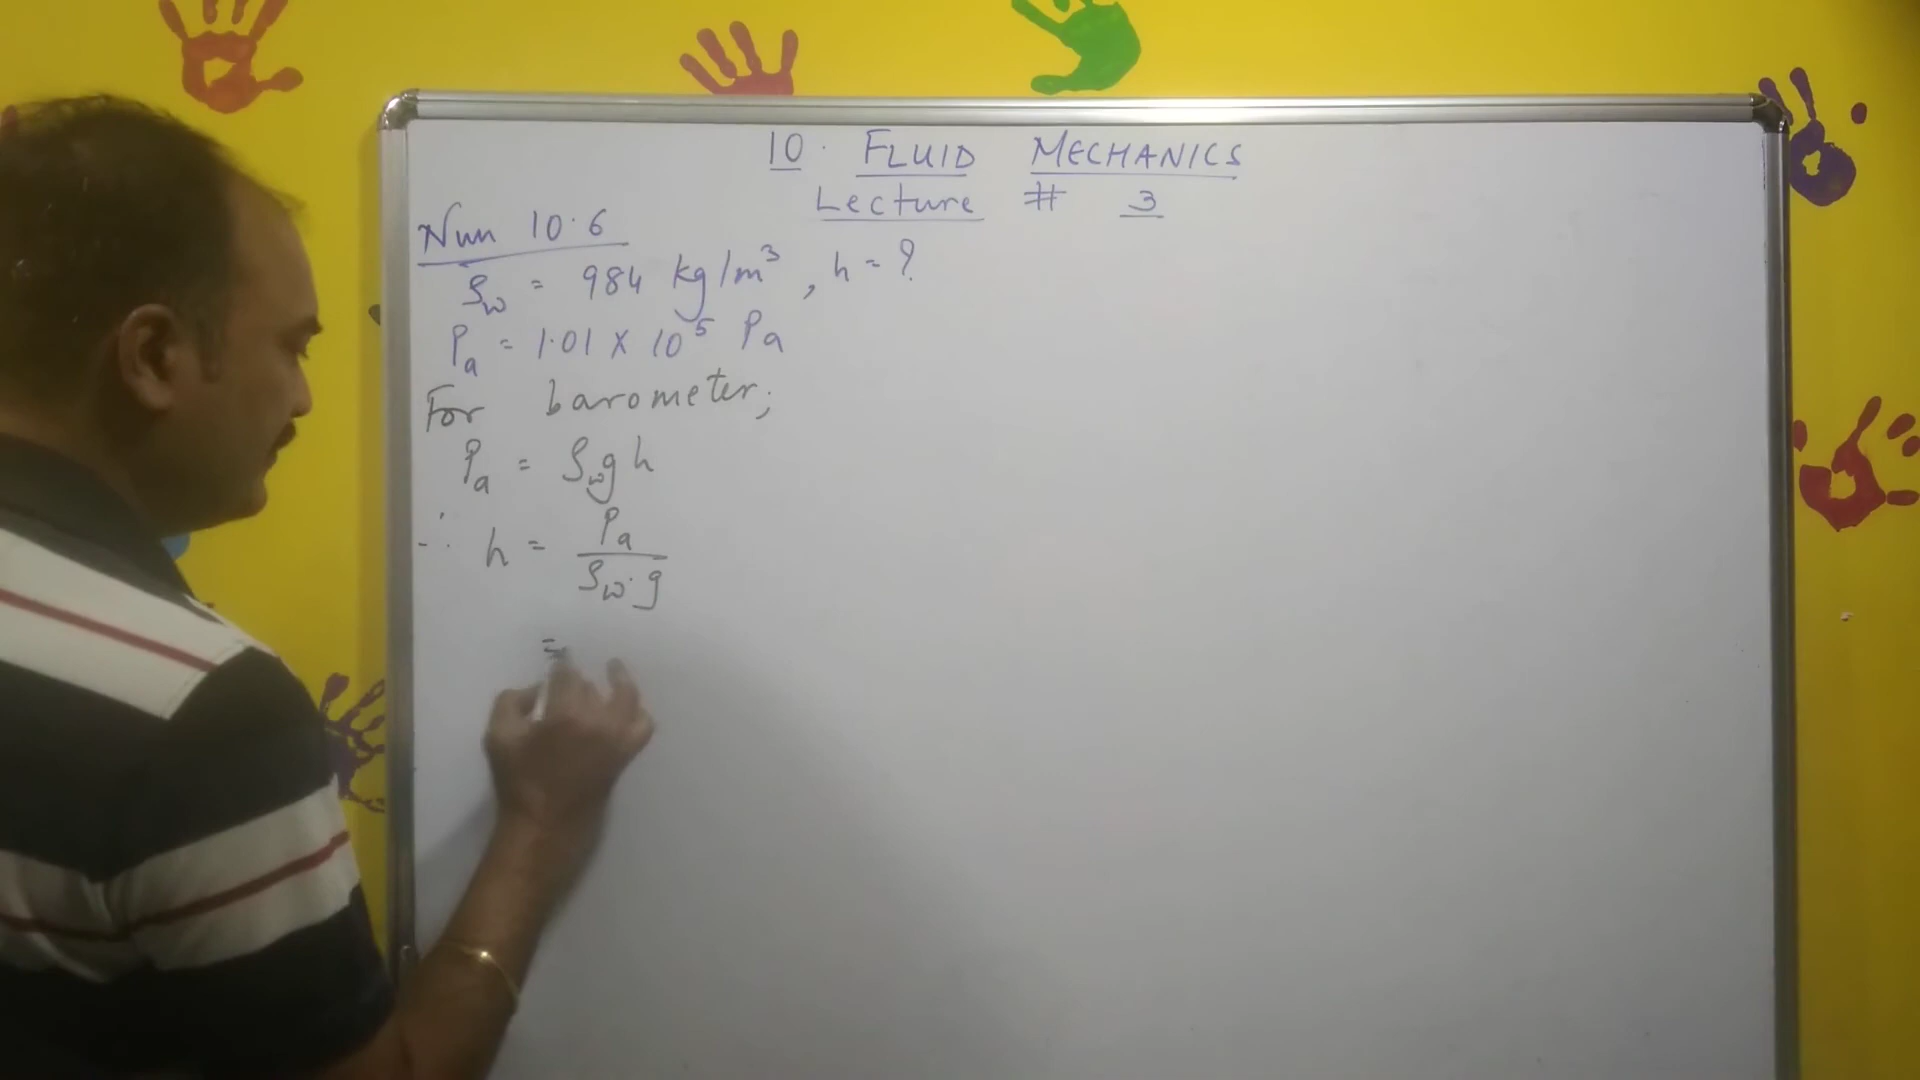 10. FLUID MECHANICS
Lecture # 3
Num 10.6
ρw = 984 kg/m³, h = ?
Pa = 1.01 × 10⁵ Pa
For barometer;
Pa = ρwgh
∴ h = Pa / ρw.g
=